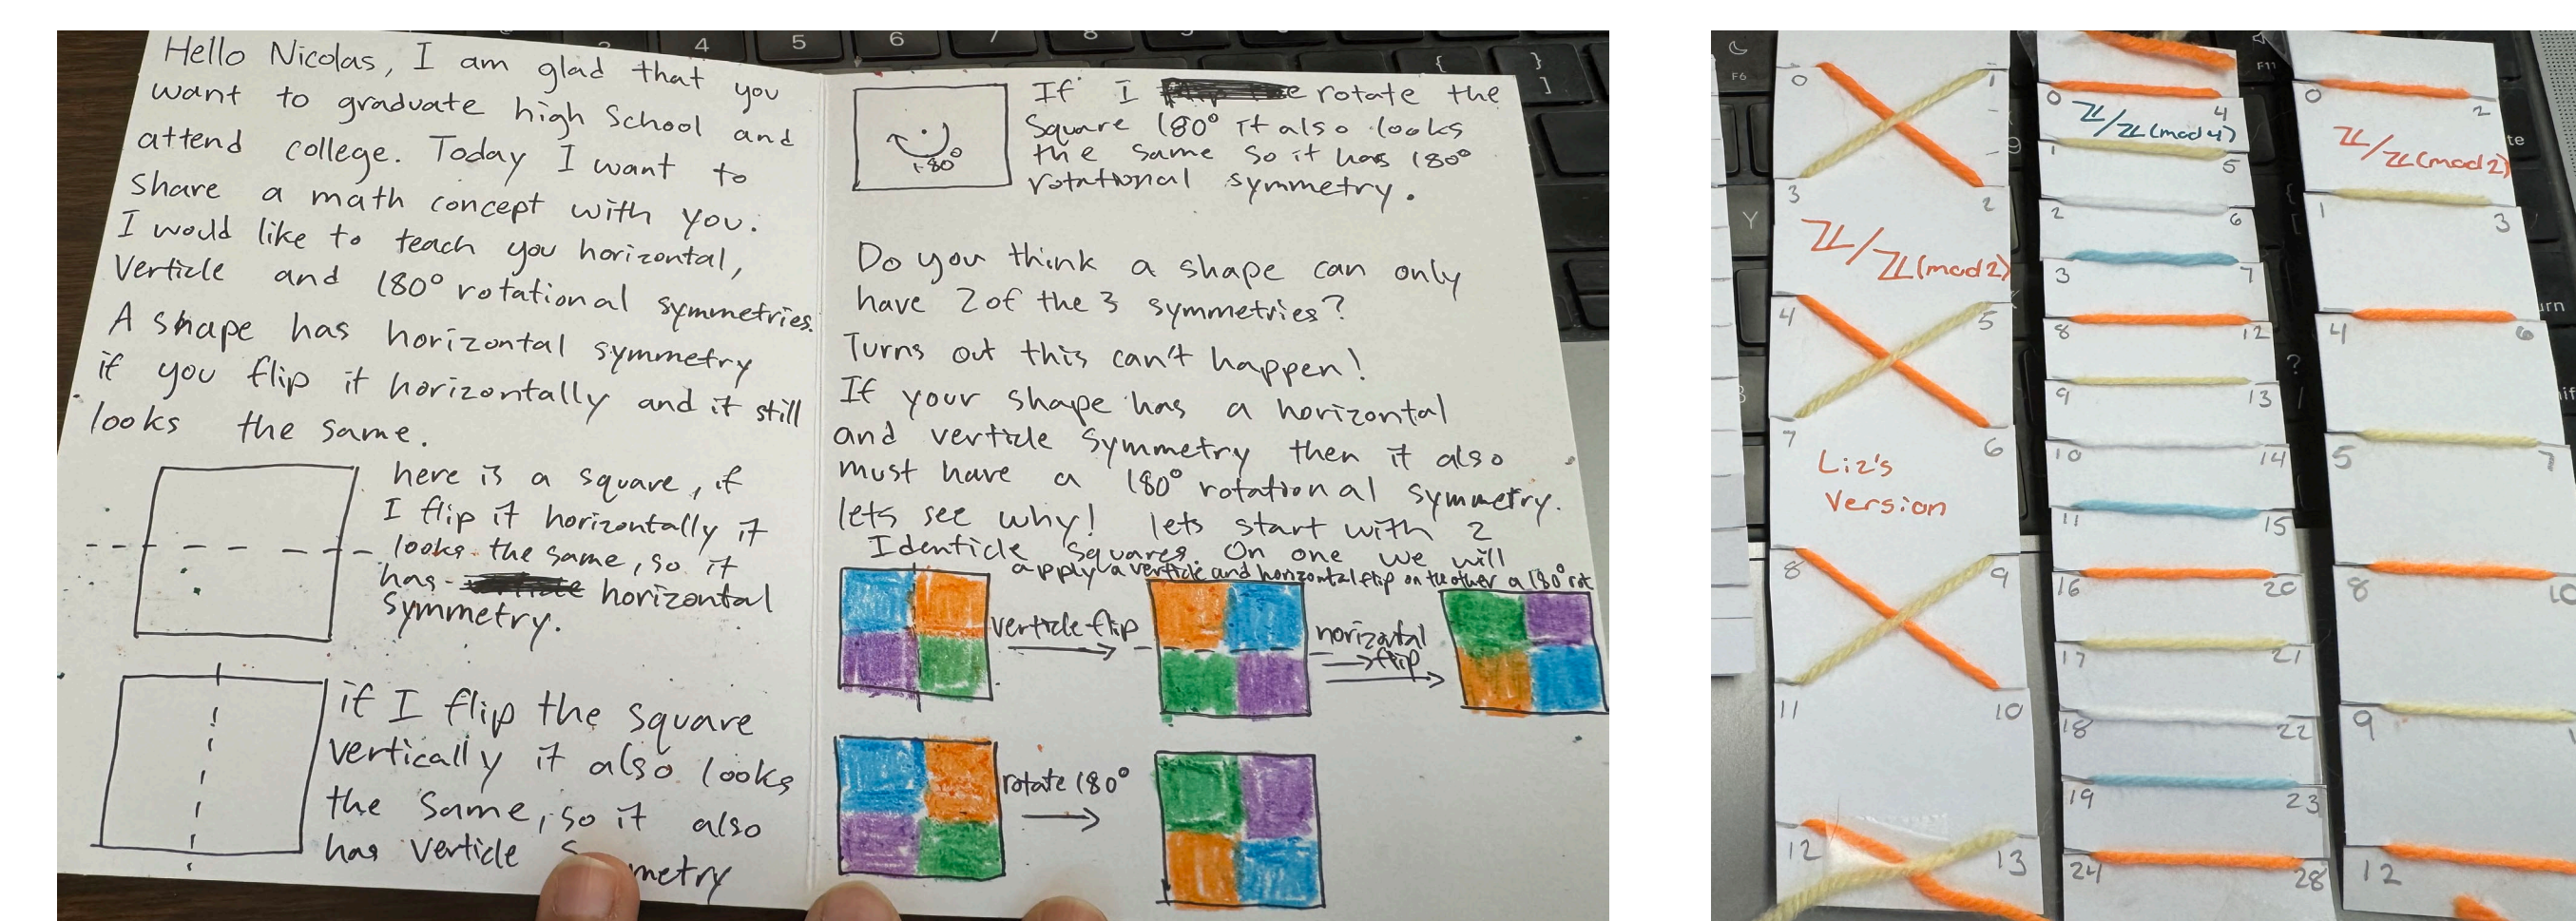 Hello Nicolas, I am glad that you
want to graduate high School and
attend college. Today I want to
share a math concept with you.
I would like to teach you horizontal,
Verticle and 180° rotational symmetries.
A shape has horizontal symmetry
if you flip it horizontally and it still
looks the same.
here is a square, if
I flip it horizontally it
looks the same, so it
has horizontal
symmetry.
if I flip the square
vertically it also looks
the same, so it also
has verticle metry
180°
If I rotate the
Square 180° it also looks
the same so it has 180°
rotational symmetry.
Do you think a shape can only
have 2 of the 3 symmetries?
Turns out this can't happen!
If your shape has a horizontal
and verticle symmetry then it also
must have a 180° rotational symmetry.
lets see why! lets start with 2
Identicle squares. On one we will
apply a verticle and horizontal flip on the other a 180° rot
verticle flip
horizontal
flip
rotate 180°
0 1
3 2
Z/Z(mod2)
4 5
7 6
Liz's
Version
8 9
11 10
12 13
0 4
Z/Z(mod4)
1 5
2 6
3 7
8 12
9 13
10 14
11 15
16 20
17 21
18 22
19 23
24 28
0 2
Z/Z(mod2)
1 3
4 6
5 7
8 10
9
12
4 5 6 7 8
{ }
]
F6
F11
9
Y
?